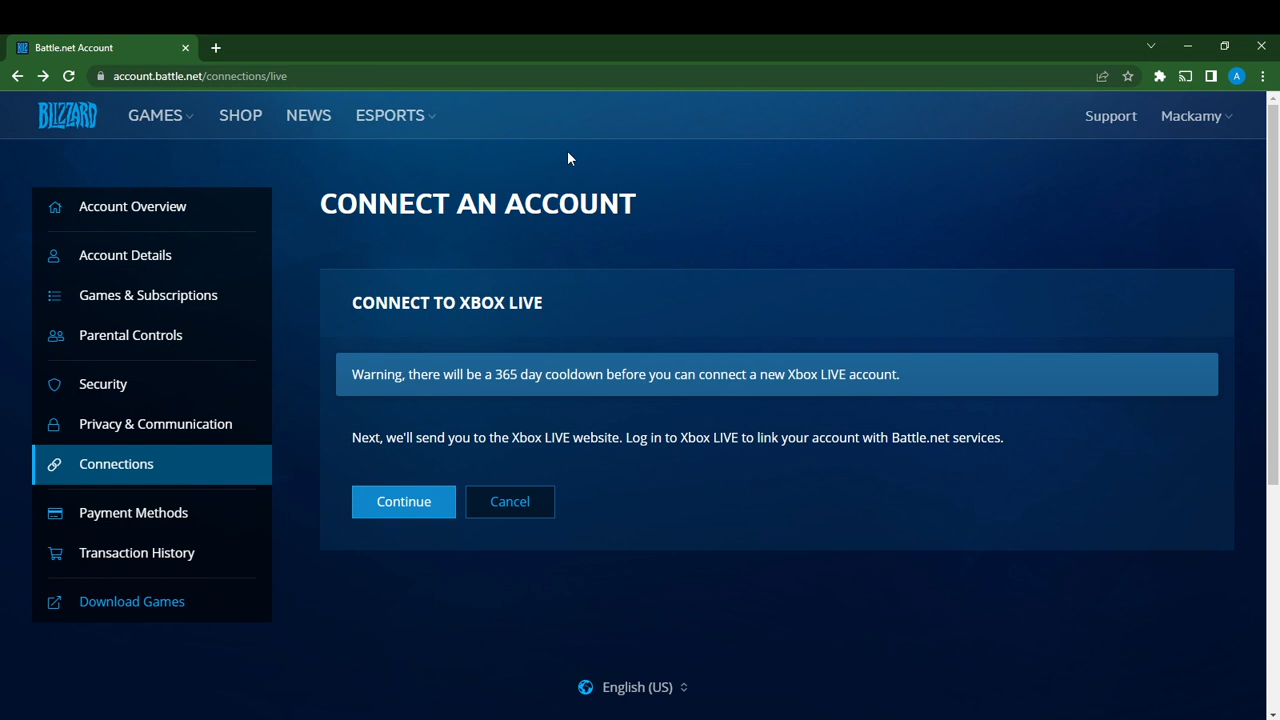 Battle.net Account
account.battle.net/connections/live
A
BLIZZARD
GAMES
SHOP
NEWS
ESPORTS
Support
Mackamy
Account Overview
Account Details
Games & Subscriptions
Parental Controls
Security
Privacy & Communication
Connections
Payment Methods
Transaction History
Download Games
CONNECT AN ACCOUNT
CONNECT TO XBOX LIVE
Warning, there will be a 365 day cooldown before you can connect a new Xbox LIVE account.
Next, we'll send you to the Xbox LIVE website. Log in to Xbox LIVE to link your account with Battle.net services.
Continue
Cancel
English (US)